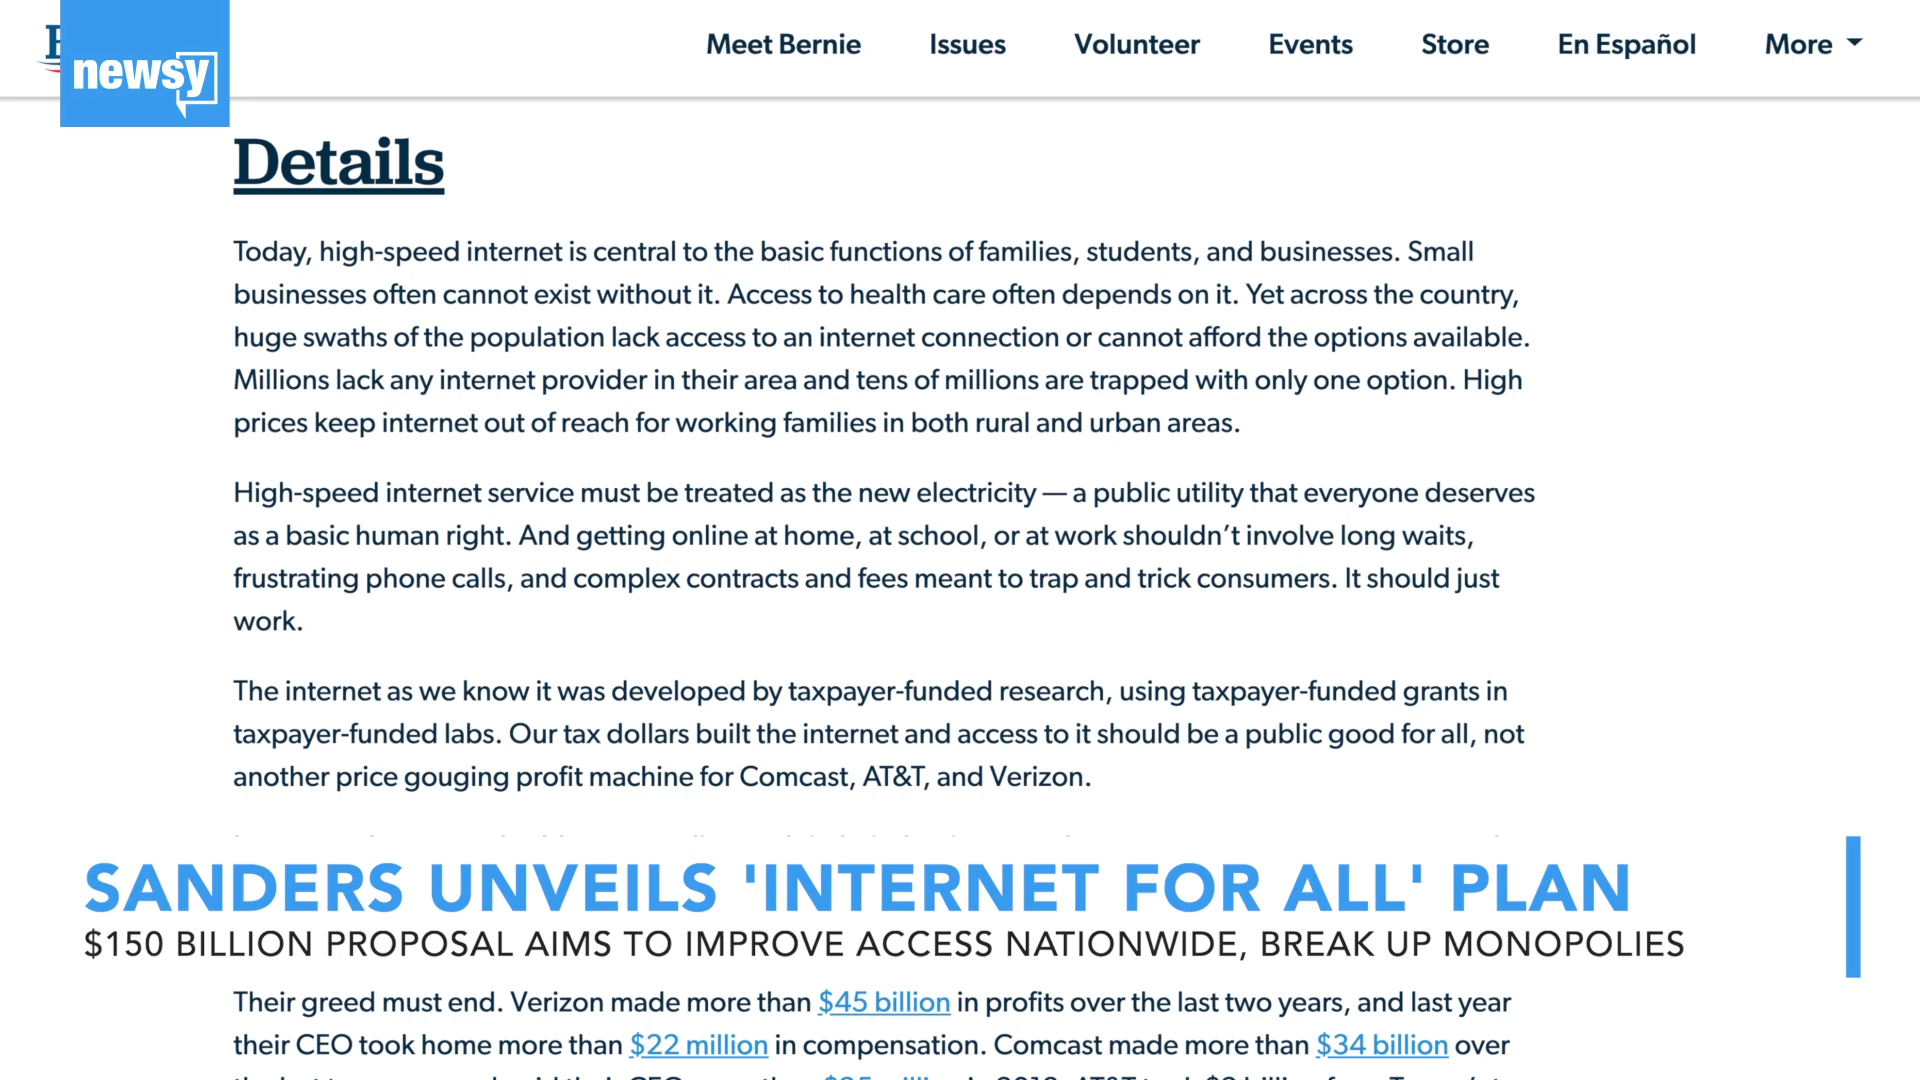 newsy
Meet Bernie Issues Volunteer Events Store En Español More
Details
Today, high-speed internet is central to the basic functions of families, students, and businesses. Small
businesses often cannot exist without it. Access to health care often depends on it. Yet across the country,
huge swaths of the population lack access to an internet connection or cannot afford the options available.
Millions lack any internet provider in their area and tens of millions are trapped with only one option. High
prices keep internet out of reach for working families in both rural and urban areas.
High-speed internet service must be treated as the new electricity — a public utility that everyone deserves
as a basic human right. And getting online at home, at school, or at work shouldn’t involve long waits,
frustrating phone calls, and complex contracts and fees meant to trap and trick consumers. It should just
work.
The internet as we know it was developed by taxpayer-funded research, using taxpayer-funded grants in
taxpayer-funded labs. Our tax dollars built the internet and access to it should be a public good for all, not
another price gouging profit machine for Comcast, AT&T, and Verizon.
SANDERS UNVEILS 'INTERNET FOR ALL' PLAN
$150 BILLION PROPOSAL AIMS TO IMPROVE ACCESS NATIONWIDE, BREAK UP MONOPOLIES
Their greed must end. Verizon made more than $45 billion in profits over the last two years, and last year
their CEO took home more than $22 million in compensation. Comcast made more than $34 billion over